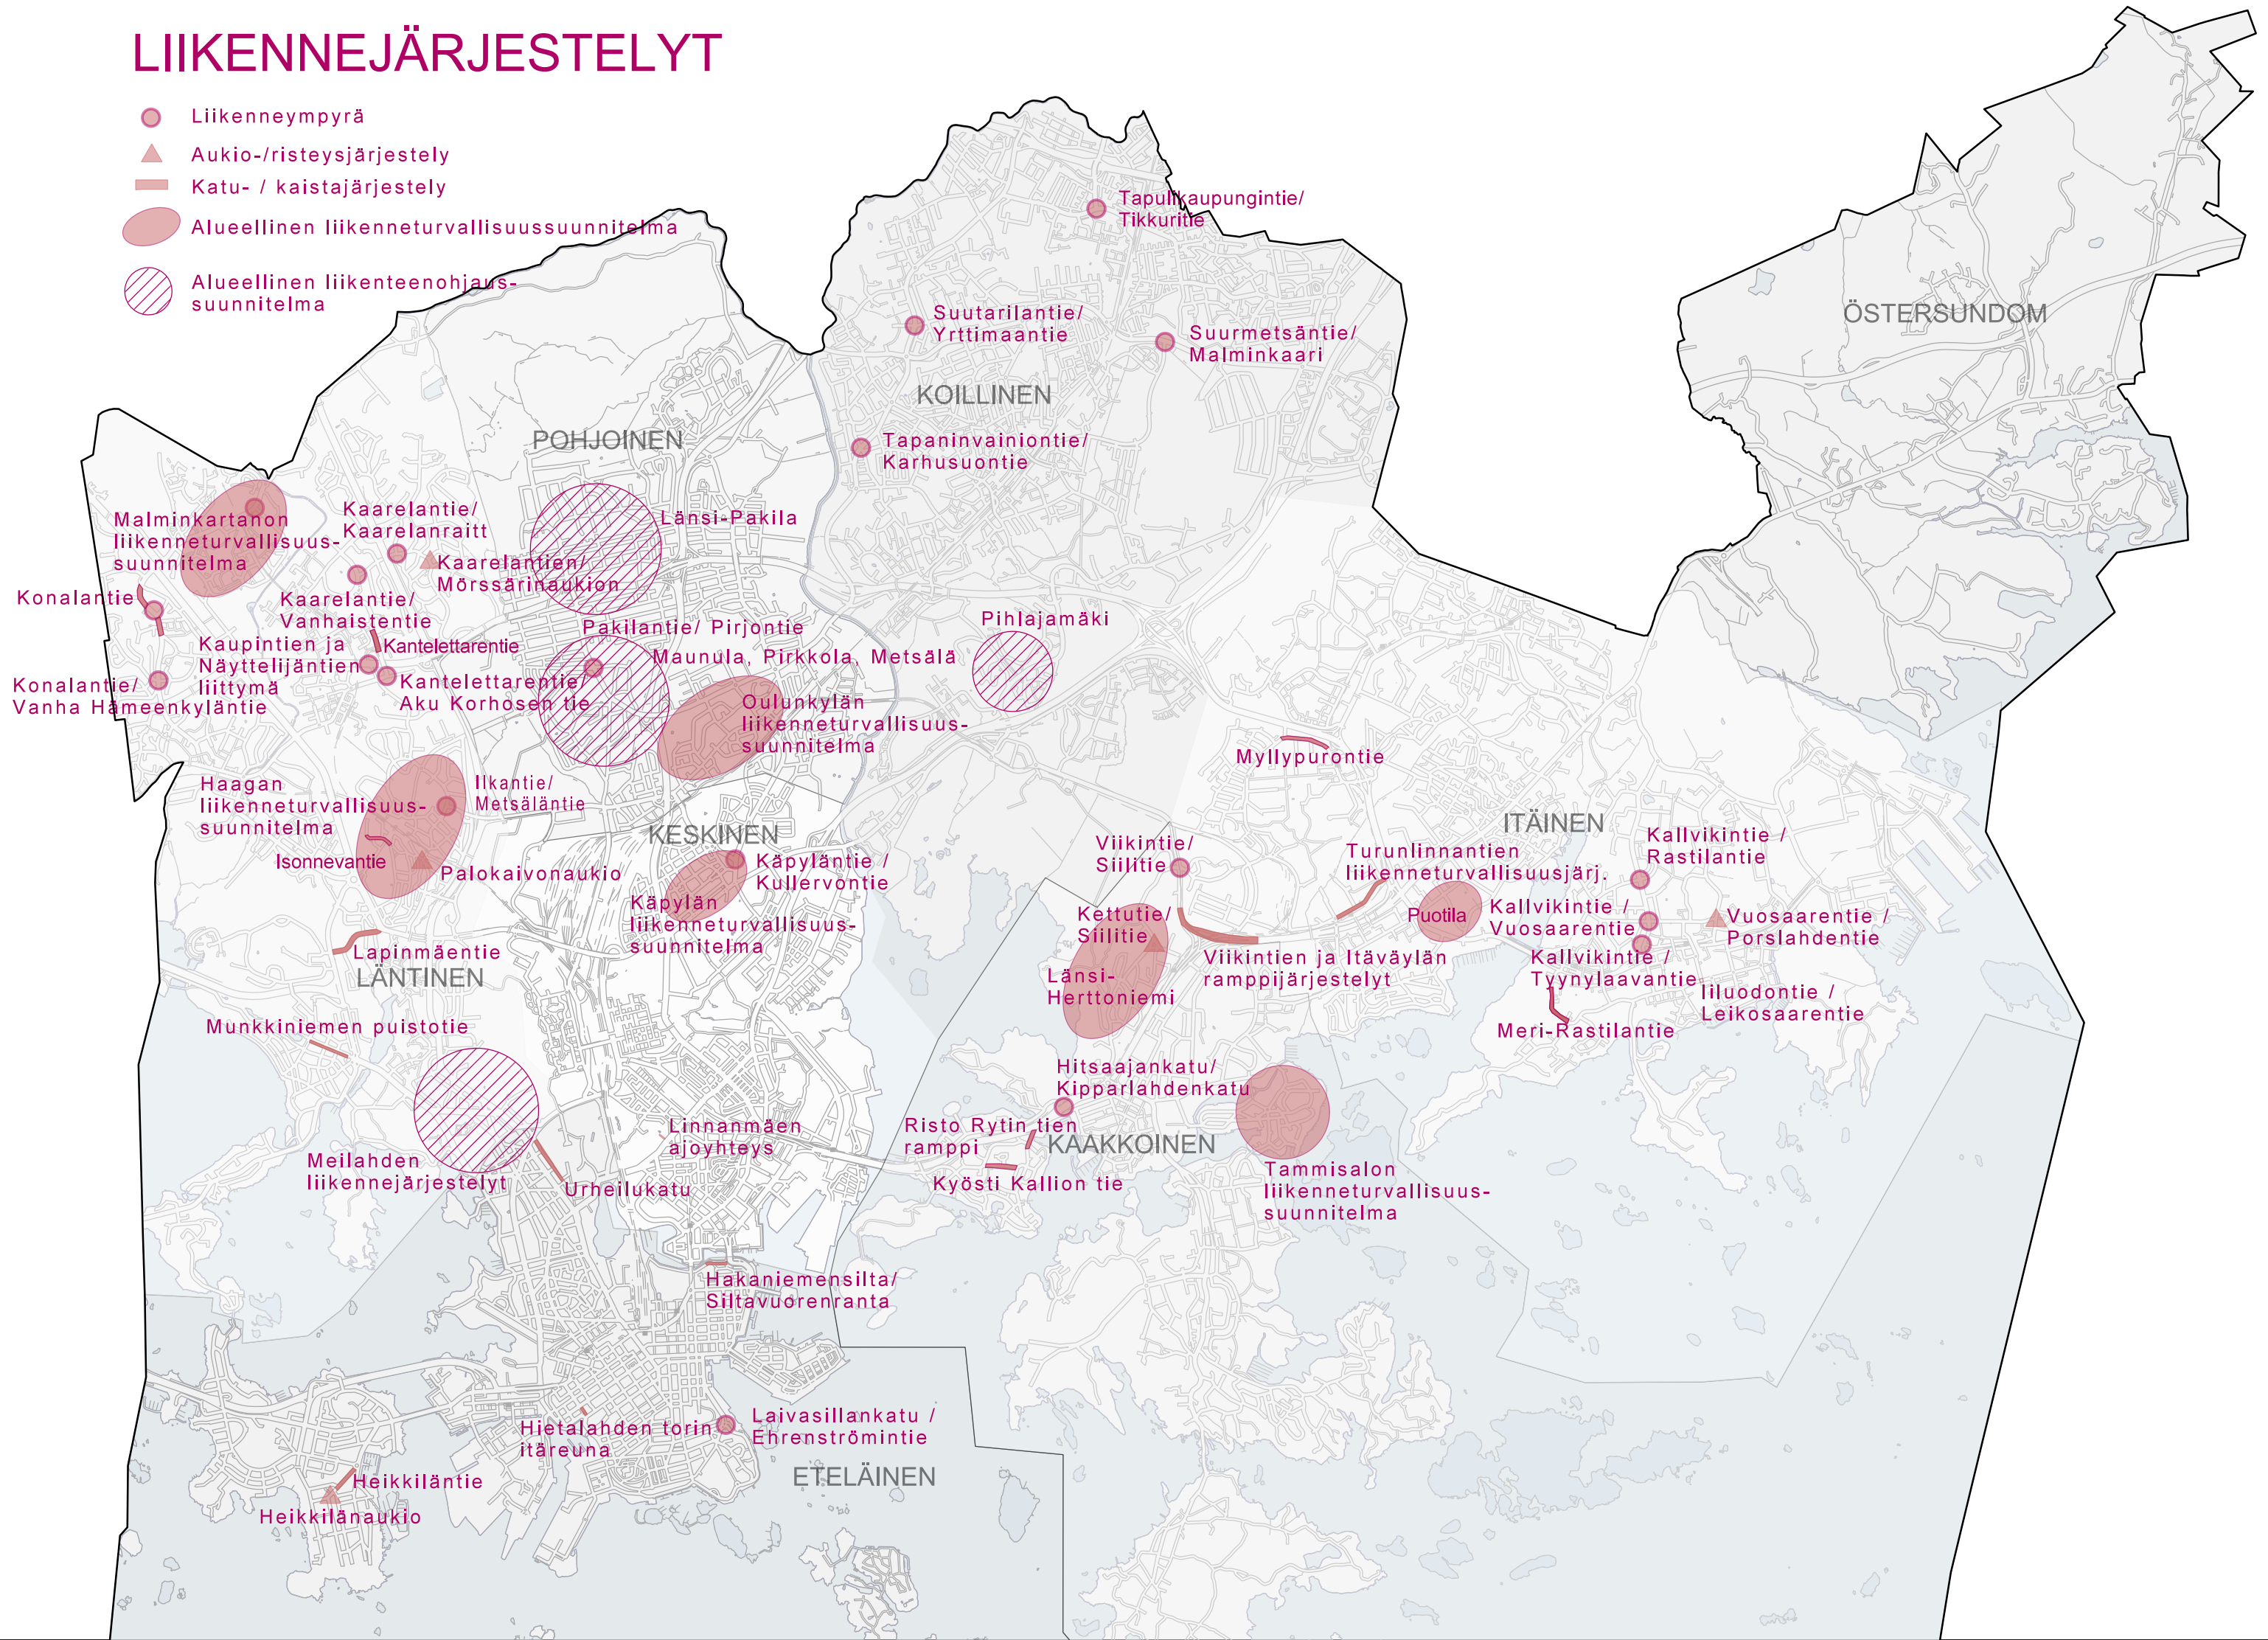 LIIKENNEJÄRJESTELYT
Liikenneympyrä
Aukio-/risteysjärjestely
Katu- / kaistajärjestely
Alueellinen liikenneturvallisuussuunnitelma
Alueellinen liikenteenohjaus-
suunnitelma
Tapulikaupungintie/
Tikkuritie
Suutarilantie/
Yrttimaantie
Suurmetsäntie/
Malminkaari
ÖSTERSUNDOM
KOILLINEN
POHJOINEN
Tapaninvainiontie/
Karhusuontie
Malminkartanon
liikenneturvallisuus-
suunnitelma
Kaarelantie/
Kaarelanraitt
Länsi-Pakila
Kaarelantien/
Mörssärinaukion
Konalantie
Kaarelantie/
Vanhaistentie
Kantelettarentie
Kaupintien ja
Näyttelijäntien
liittymä
Pakilantie/ Pirjontie
Maunula, Pirkkola, Metsälä
Pihlajamäki
Konalantie/
Vanha Hämeenkyläntie
Kantelettarentie/
Aku Korhosen tie
Oulunkylän
liikenneturvallisuus-
suunnitelma
Myllypurontie
Haagan
liikenneturvallisuus-
suunnitelma
Ilkantie/
Metsäläntie
Isonnevantie
Palokaivonaukio
KESKINEN
Käpyläntie /
Kullervontie
Käpylän
liikenneturvallisuus-
suunnitelma
ITÄINEN
Viikintie/
Siilitie
Turunlinnantien
liikenneturvallisuusjärj.
Kallvikintie /
Rastilantie
Puotila
Kettutie/
Siilitie
Kallvikintie /
Vuosaarentie
Vuosaarentie /
Porslahdentie
Lapinmäentie
LÄNTINEN
Länsi-
Herttoniemi
Viikintien ja Itäväylän
ramppijärjestelyt
Kallvikintie /
Tyynylaavantie
Iiluodontie /
Leikosaarentie
Meri-Rastilantie
Munkkiniemen puistotie
Hitsaajankatu/
Kipparlahdenkatu
Linnanmäen
ajoyhteys
Risto Rytin tien
ramppi
KAAKKOINEN
Meilahden
liikennejärjestelyt
Urheilukatu
Kyösti Kallion tie
Tammisalon
liikenneturvallisuus-
suunnitelma
Hakaniemensilta/
Siltavuorenranta
Hietalahden torin
itäreuna
Laivasillankatu /
Ehrenströmintie
ETELÄINEN
Heikkiläntie
Heikkilänaukio